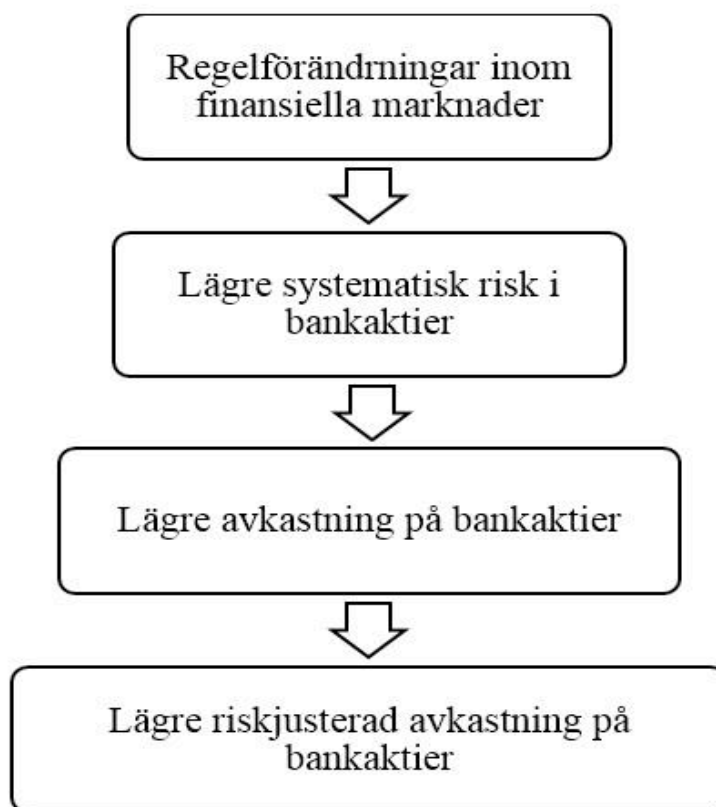 Regelförändrningar inom
finansiella marknader
Lägre systematisk risk i
bankaktier
Lägre avkastning på bankaktier
Lägre riskjusterad avkastning på
bankaktier